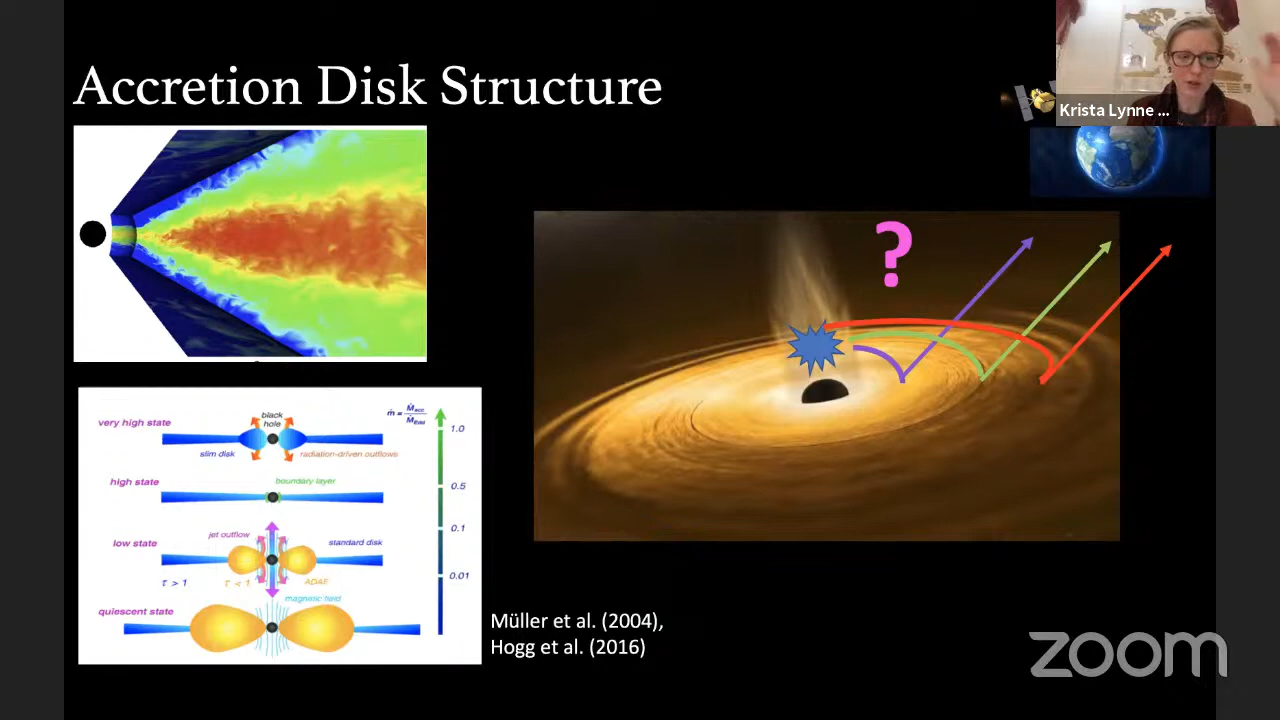 Accretion Disk Structure
Krista Lynne ...
?
very high state
black
hole
slim disk
radiation-driven outflows
ṁ = Ṁacc
ṀEdd
1.0
high state
boundary layer
0.5
low state
jet outflow
standard disk
0.1
τ > 1
τ < 1
ADAF
0.01
quiescent state
magnetic field
Müller et al. (2004),
Hogg et al. (2016)
zoom